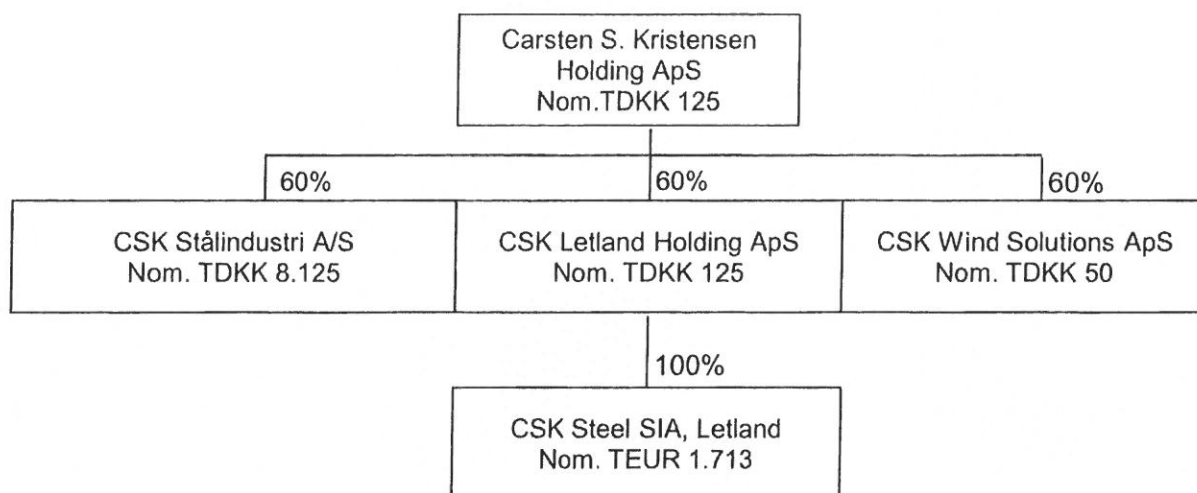 Carsten S. Kristensen
Holding ApS
Nom.TDKK 125
60%
60%
60%
CSK Stålindustri A/S
Nom. TDKK 8.125
CSK Letland Holding ApS
Nom. TDKK 125
CSK Wind Solutions ApS
Nom. TDKK 50
100%
CSK Steel SIA, Letland
Nom. TEUR 1.713